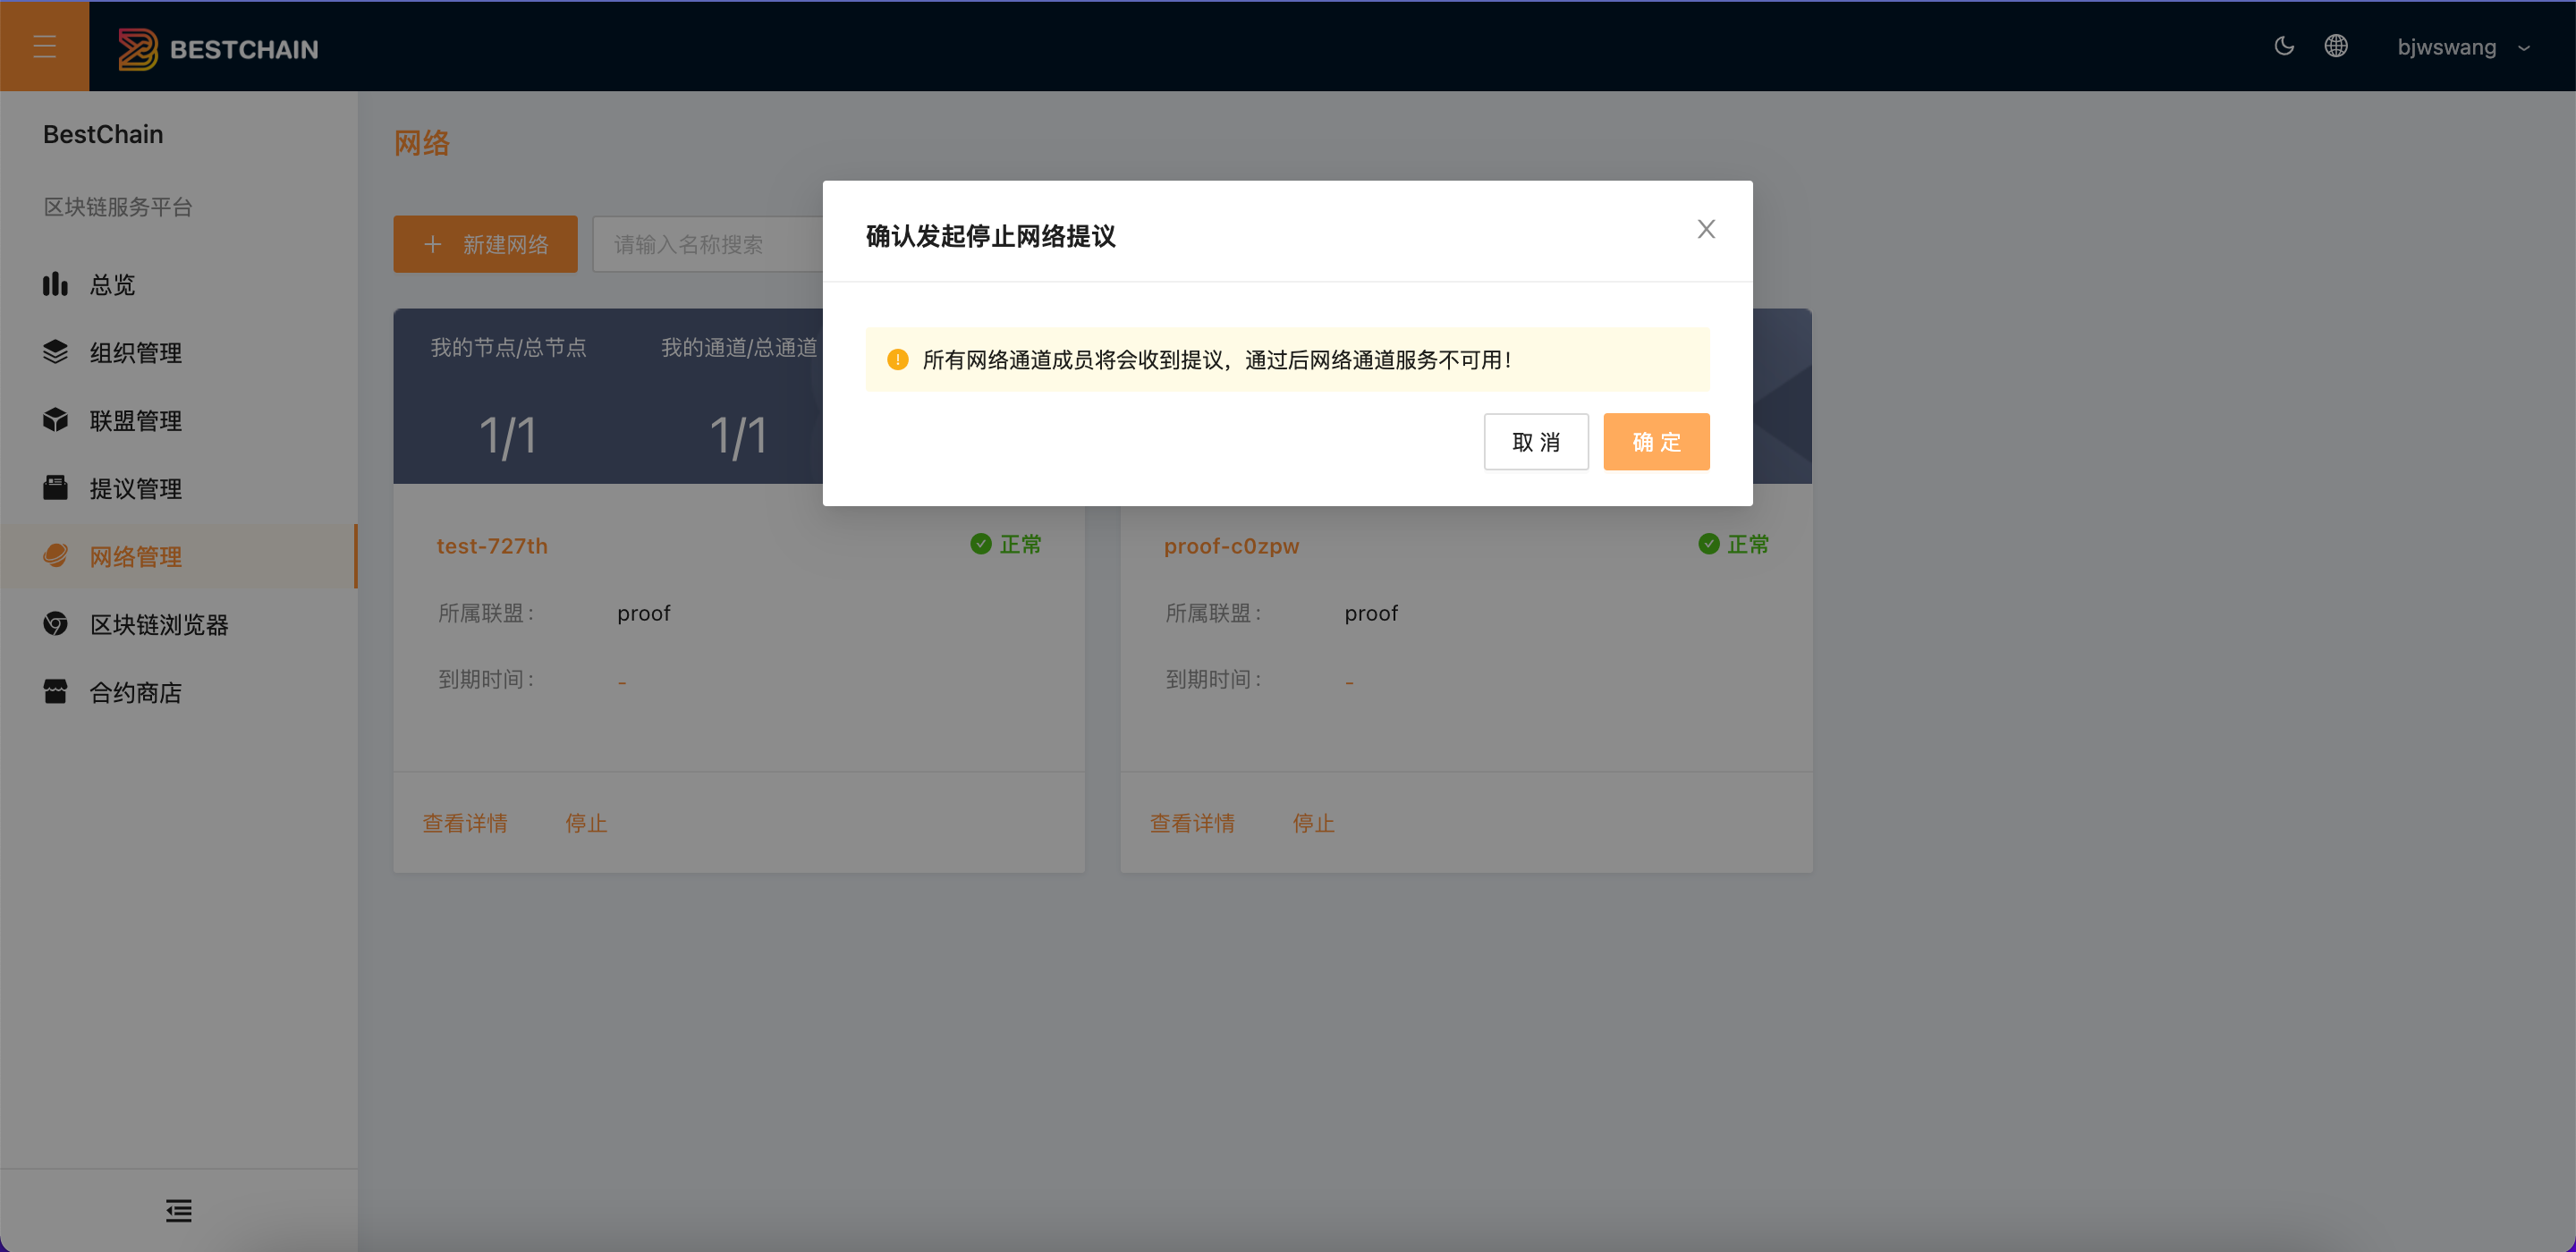 BESTCHAIN
bjwswang
BestChain
区块链服务平台
总览
组织管理
联盟管理
提议管理
网络管理
区块链浏览器
合约商店
网络
新建网络
请输入名称搜索
确认发起停止网络提议
所有网络通道成员将会收到提议，通过后网络通道服务不可用！
取 消
确 定
我的节点/总节点
我的通道/总通道
1/1
1/1
test-727th
正常
所属联盟：
proof
到期时间：
-
查看详情
停止
proof-c0zpw
正常
所属联盟：
proof
到期时间：
-
查看详情
停止